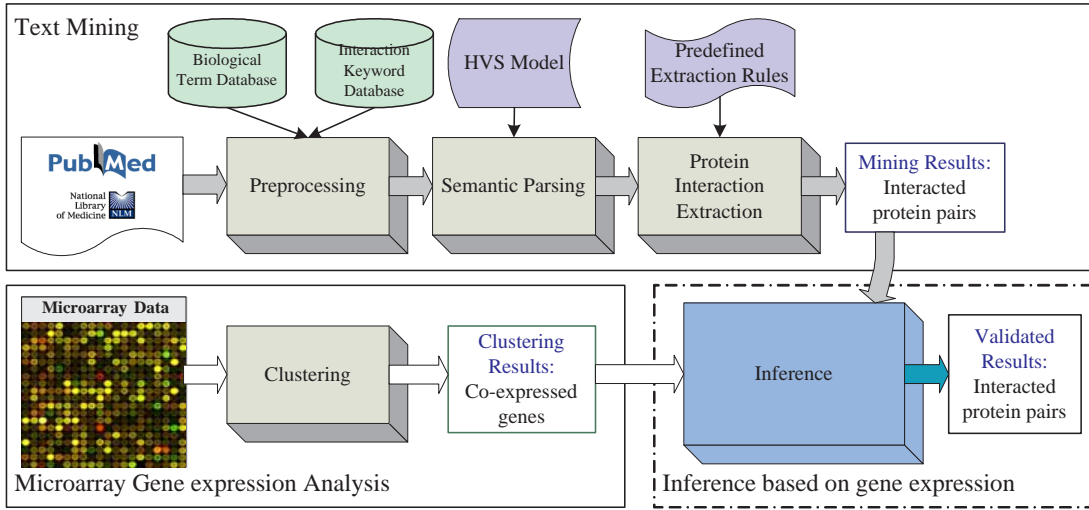 Text Mining
Biological
Term Database
Interaction
Keyword
Database
HVS Model
Predefined
Extraction Rules
PubMed
National
Library
of Medicine
NLM
Preprocessing
Semantic Parsing
Protein
Interaction
Extraction
Mining Results:
Interacted
protein pairs
Microarray Data
Clustering
Clustering
Results:
Co-expressed
genes
Inference
Validated
Results:
Interacted
protein pairs
Microarray Gene expression Analysis
Inference based on gene expression